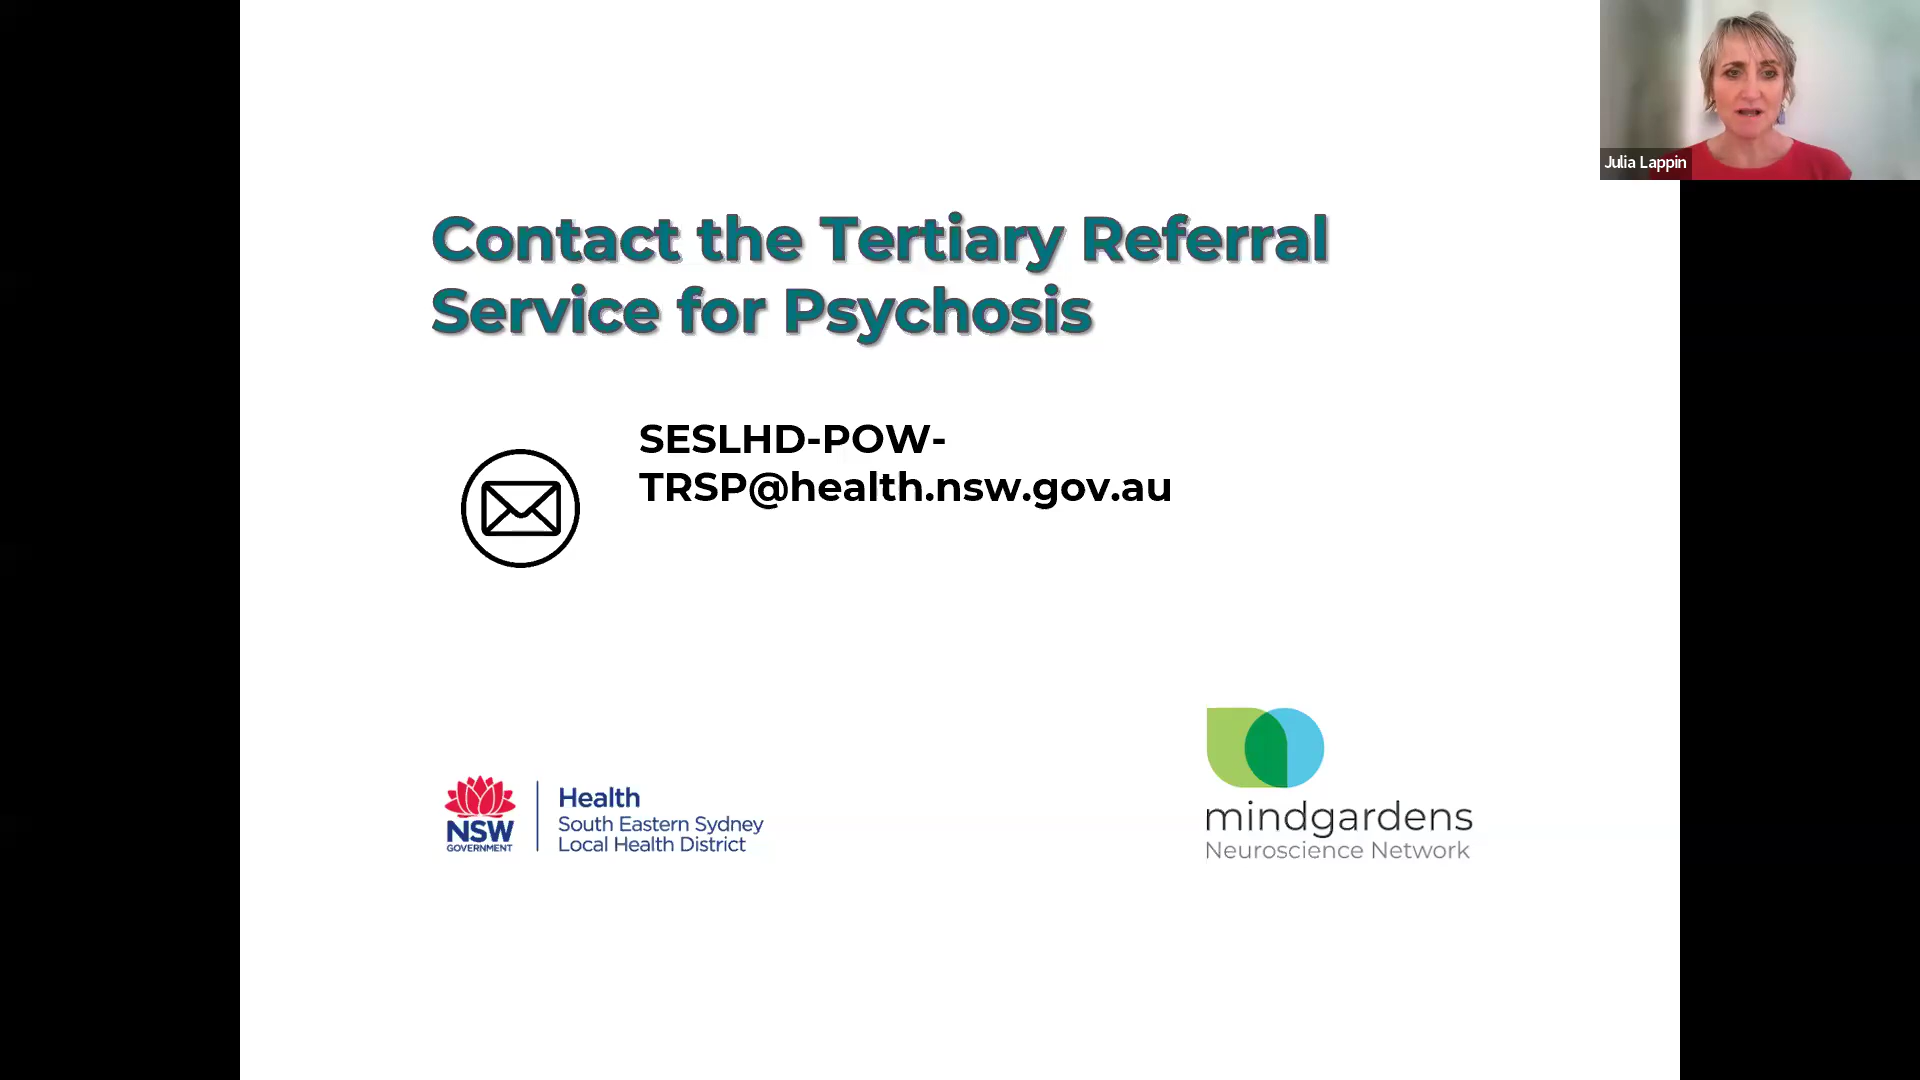 Julia Lappin
Contact the Tertiary Referral
Service for Psychosis
SESLHD-POW-
TRSP@health.nsw.gov.au
NSW
GOVERNMENT
Health
South Eastern Sydney
Local Health District
mindgardens
Neuroscience Network